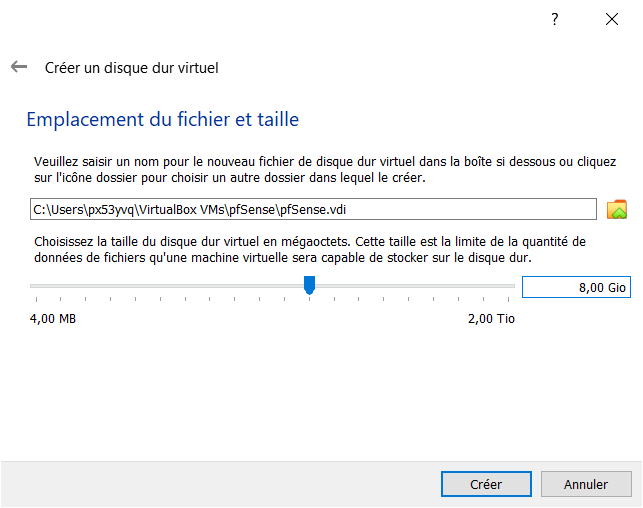 ?
Créer un disque dur virtuel
Emplacement du fichier et taille
Veuillez saisir un nom pour le nouveau fichier de disque dur virtuel dans la boîte si dessous ou cliquez
sur l'icône dossier pour choisir un autre dossier dans lequel le créer.
C:\Users\px53yvq\VirtualBox VMs\pfSense\pfSense.vdi
Choisissez la taille du disque dur virtuel en mégaoctets. Cette taille est la limite de la quantité de
données de fichiers qu'une machine virtuelle sera capable de stocker sur le disque dur.
8,00 Gio
4,00 MB 2,00 Tio
Créer Annuler